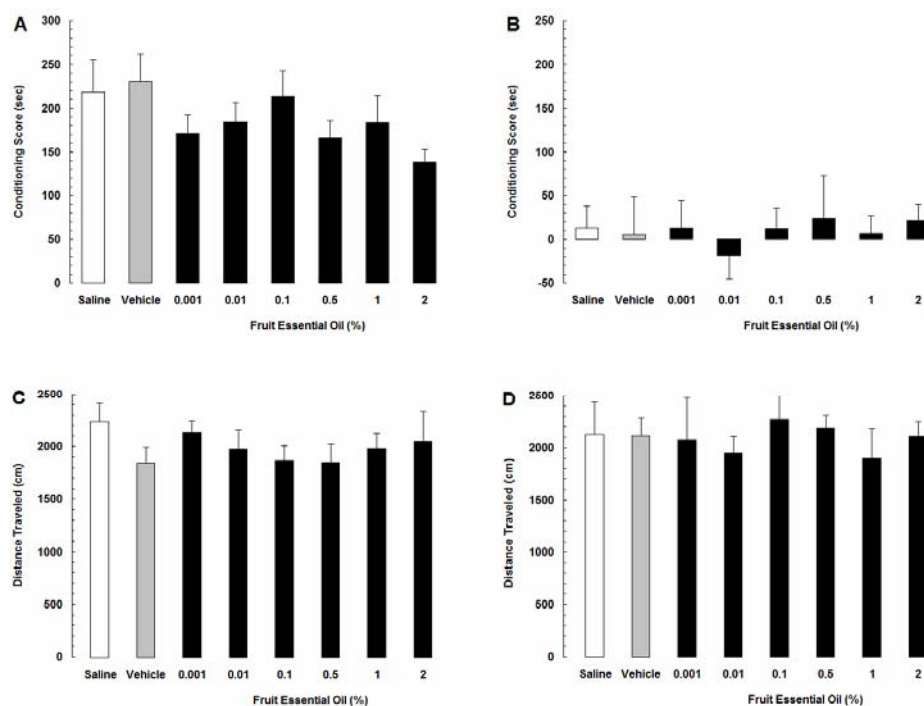 A
Conditioning Score (sec)
300
250
200
150
100
50
0
Saline Vehicle 0.001 0.01 0.1 0.5 1 2
Fruit Essential Oil (%)
B
Conditioning Score (sec)
300
250
200
150
100
50
0
-50
Saline Vehicle 0.001 0.01 0.1 0.5 1 2
Fruit Essential Oil (%)
C
Distance Traveled (cm)
2500
2000
1500
1000
500
0
Saline Vehicle 0.001 0.01 0.1 0.5 1 2
Fruit Essential Oil (%)
D
Distance Traveled (cm)
2500
2000
1500
1000
500
0
Saline Vehicle 0.001 0.01 0.1 0.5 1 2
Fruit Essential Oil (%)